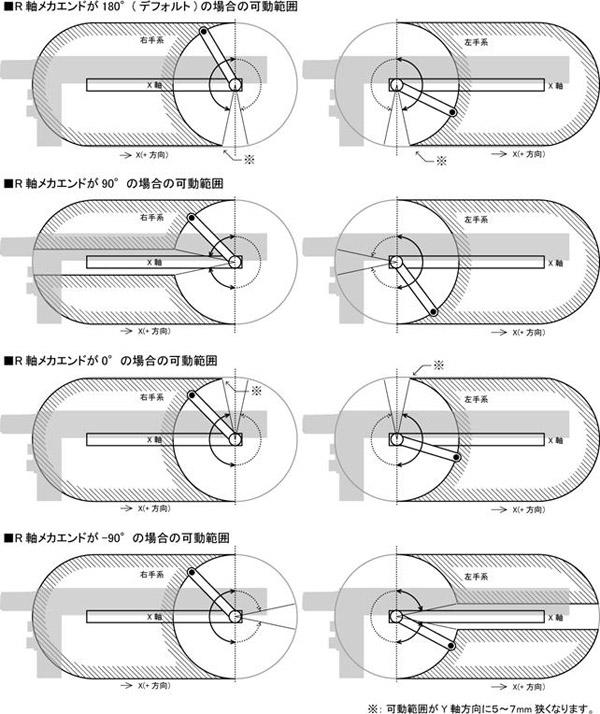 ■R 軸メカエンドが 180°(デフォルト)の場合の可動範囲
右手系
左手系
X 軸
X 軸
※
※
→ X(+ 方向)
→ X(+ 方向)
■R 軸メカエンドが 90° の場合の可動範囲
右手系
左手系
X 軸
X 軸
→ X(+ 方向)
→ X(+ 方向)
■R 軸メカエンドが 0° の場合の可動範囲
※
※
右手系
左手系
X 軸
X 軸
→ X(+ 方向)
→ X(+ 方向)
■R 軸メカエンドが -90° の場合の可動範囲
右手系
左手系
X 軸
X 軸
→ X(+ 方向)
→ X(+ 方向)
※: 可動範囲が Y 軸方向に5~7mm 狭くなります。